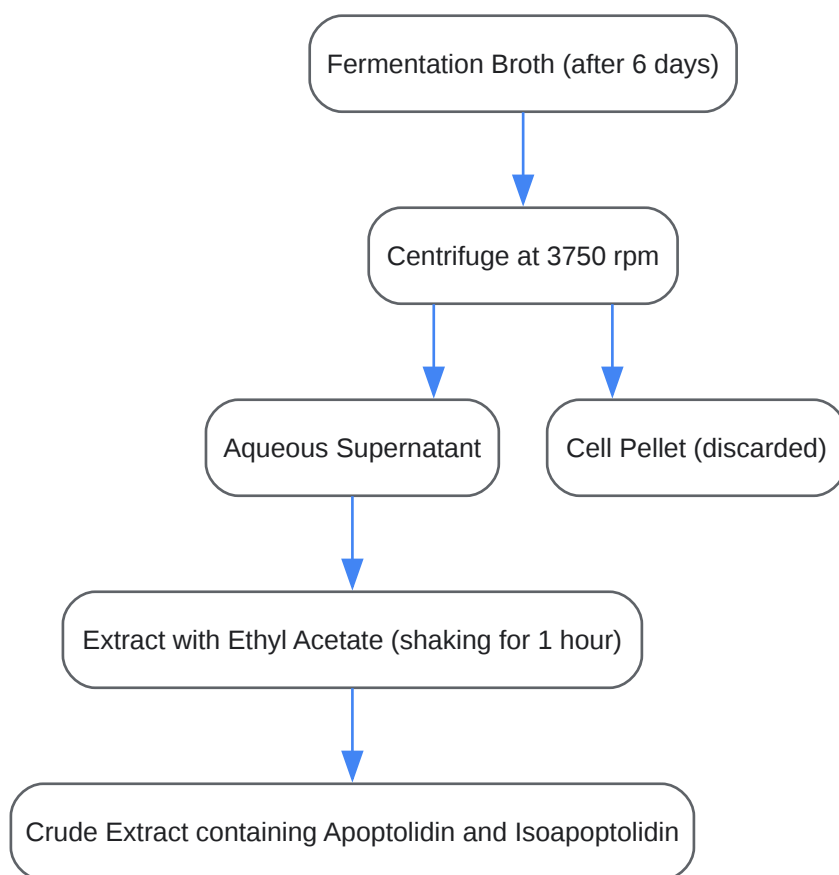 Fermentation Broth (after 6 days)
Centrifuge at 3750 rpm
Aqueous Supernatant
Cell Pellet (discarded)
Extract with Ethyl Acetate (shaking for 1 hour)
Crude Extract containing Apoptolidin and Isoapoptolidin